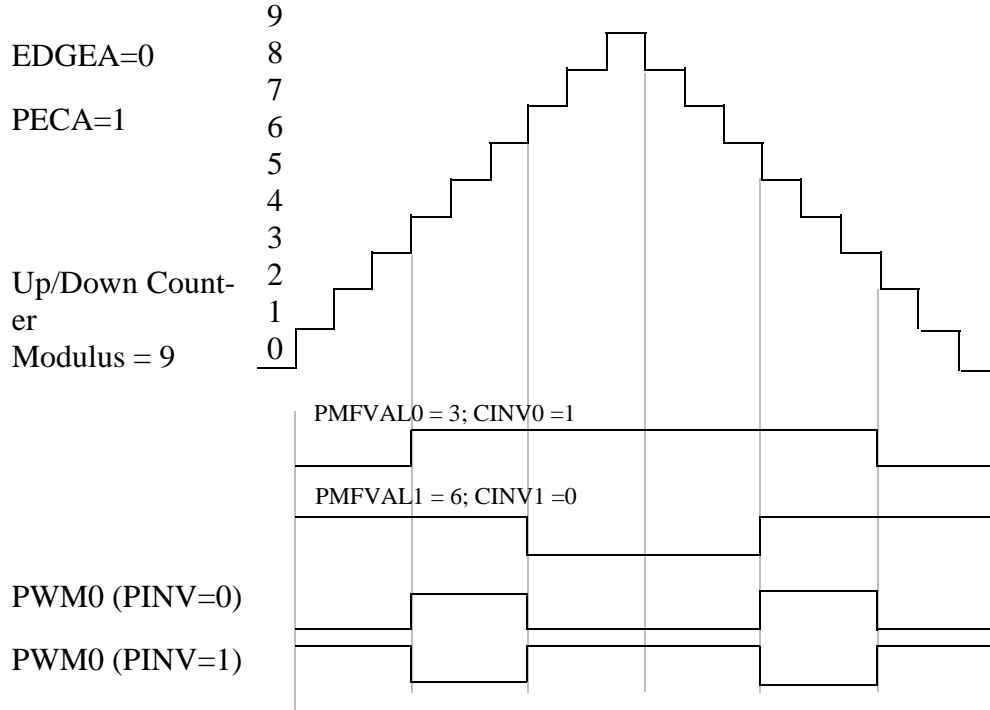 9
EDGEA=0
8
7
PECA=1
6
5
4
3
Up/Down Count-
2
er
1
Modulus = 9
0
PMFVAL0 = 3; CINV0 =1
PMFVAL1 = 6; CINV1 =0
PWM0 (PINV=0)
PWM0 (PINV=1)